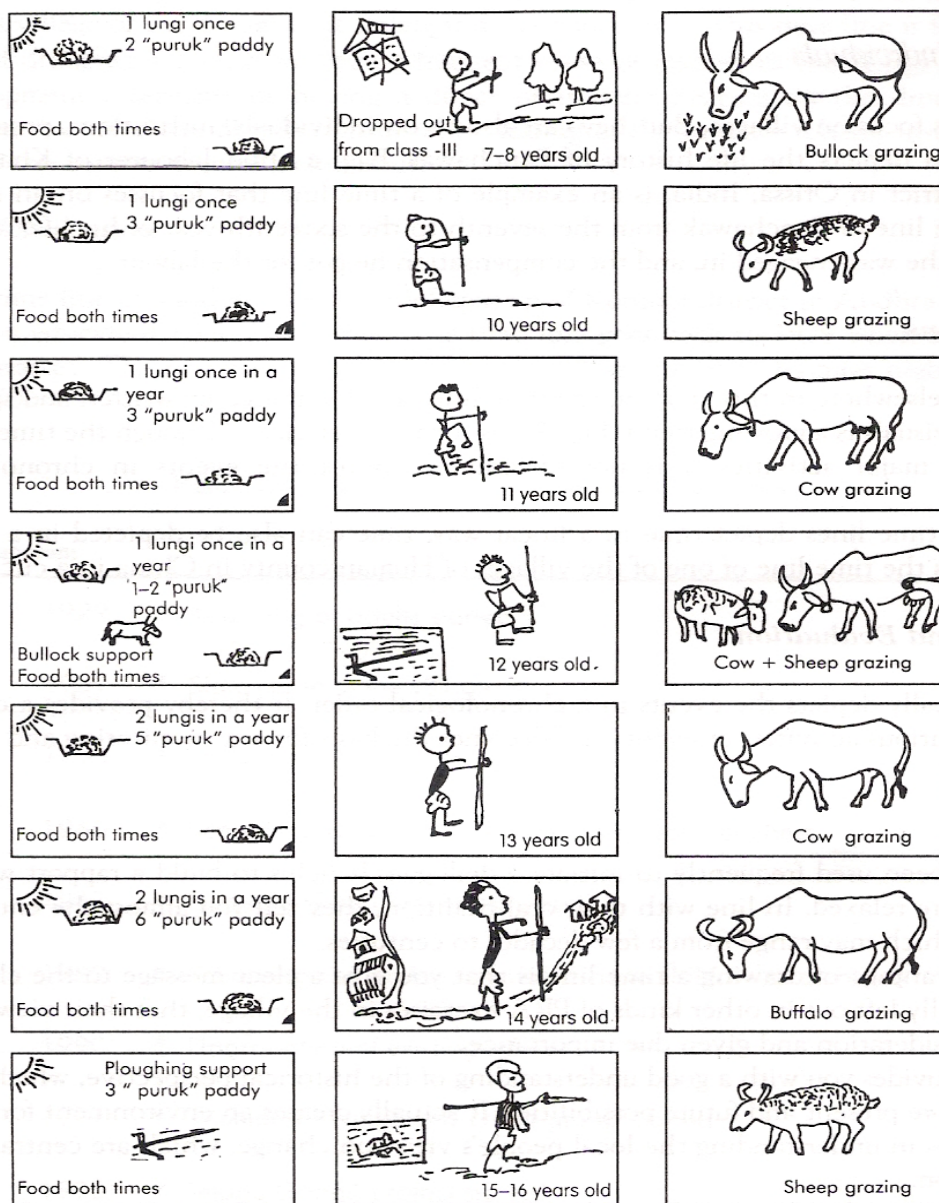 1 lungi once
2 "puruk" paddy
Food both times
Dropped out
from class -III
7-8 years old
Bullock grazing
1 lungi once
3 "puruk" paddy
Food both times
10 years old
Sheep grazing
1 lungi once in a
year
3 "puruk" paddy
Food both times
11 years old
Cow grazing
1 lungi once in a
year
1–2 "puruk"
paddy
Bullock support
Food both times
12 years old.
Cow + Sheep grazing
2 lungis in a year
5 "puruk" paddy
Food both times
13 years old
Cow grazing
2 lungis in a year
6 "puruk" paddy
Food both times
14 years old
Buffalo grazing
Ploughing support
3 " puruk" paddy
Food both times
15–16 years old
Sheep grazing